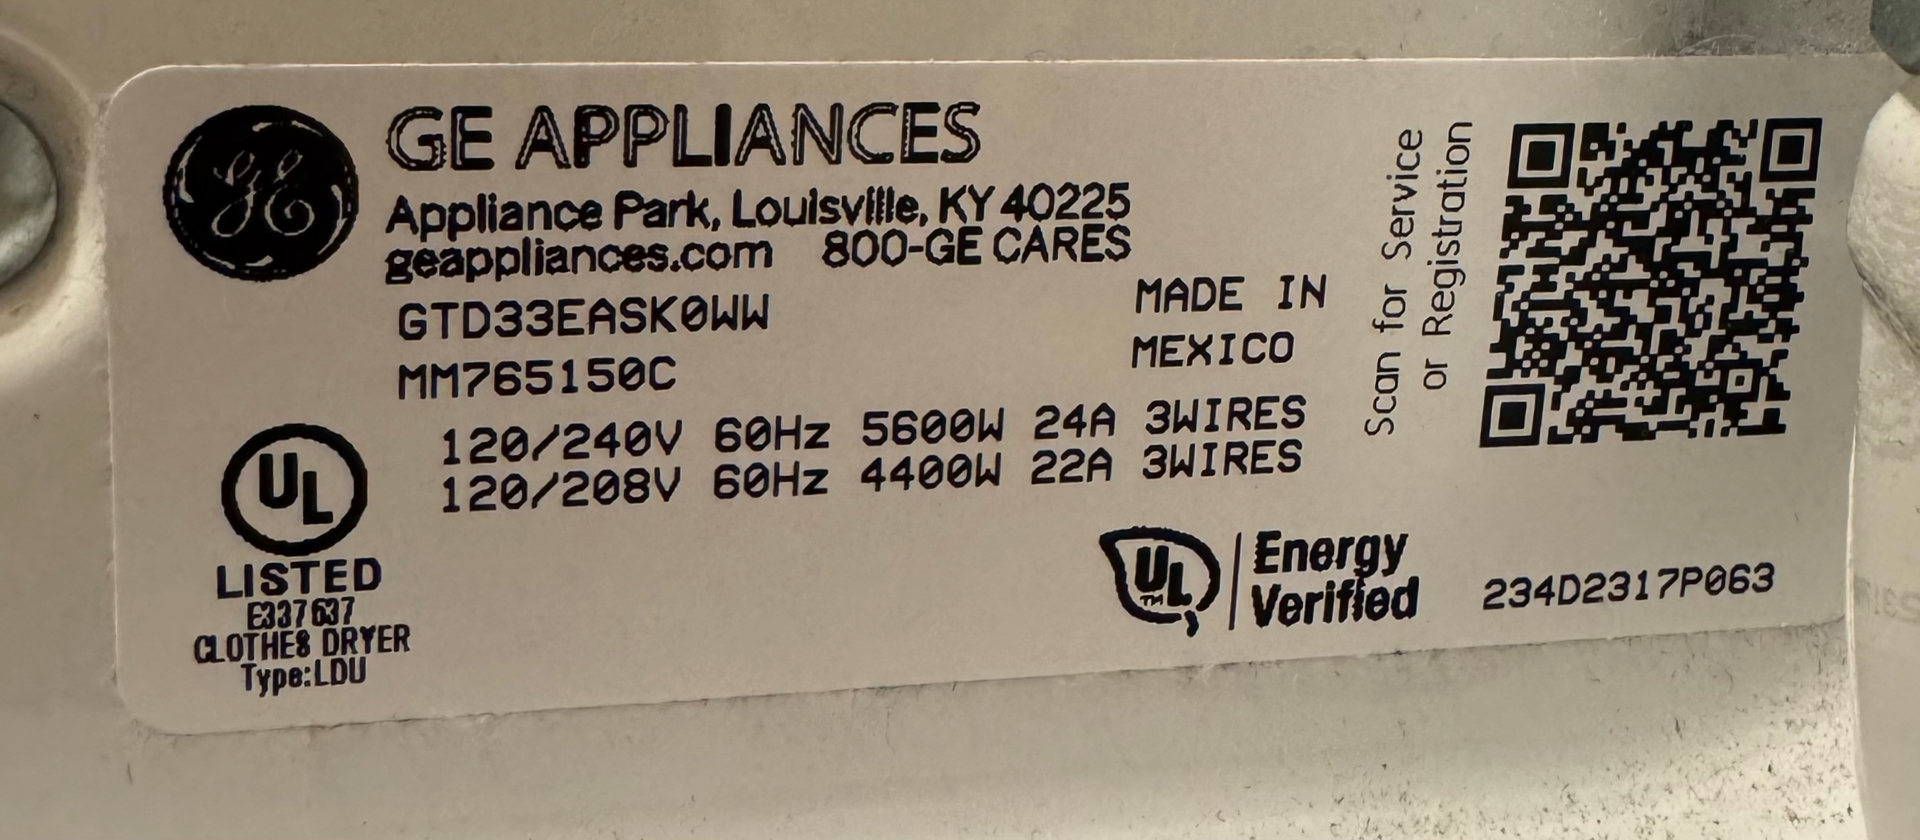 GE
GE APPLIANCES
Appliance Park, Louisville, KY 40225
geappliances.com 800-GE CARES
GTD33EASK0WW
MM765150C
MADE IN
MEXICO
120/240V 60Hz 5600W 24A 3WIRES
120/208V 60Hz 4400W 22A 3WIRES
Scan for Service
or Registration
UL
LISTED
E337637
CLOTHES DRYER
Type:LDU
UL
TM
Energy
Verified
234D2317P063